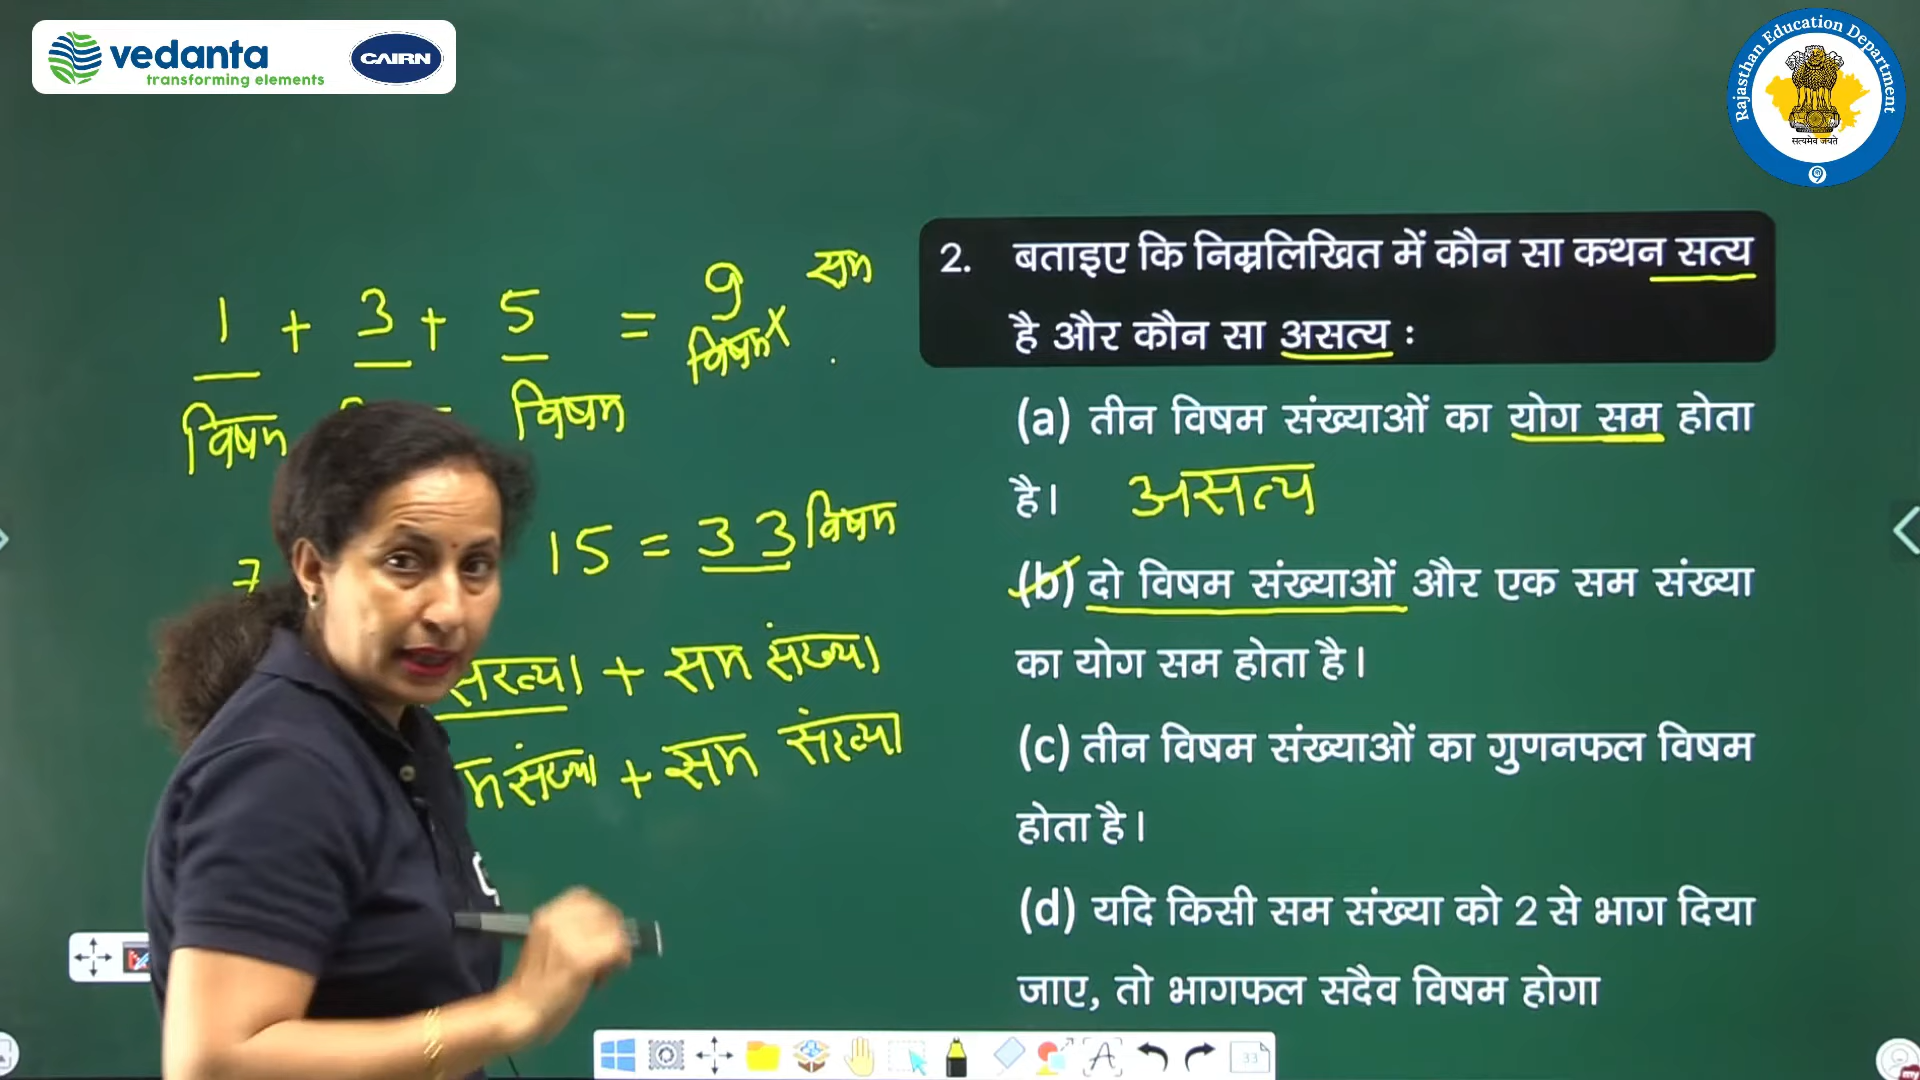 vedanta
transforming elements
CAIRN
Rajasthan Education Department
सत्यमेव जयते
2. बताइए कि निम्नलिखित में कौन सा कथन सत्य
है और कौन सा असत्य :
(a) तीन विषम संख्याओं का योग सम होता
है। असत्य
(b) दो विषम संख्याओं और एक सम संख्या
का योग सम होता है।
(c) तीन विषम संख्याओं का गुणनफल विषम
होता है।
(d) यदि किसी सम संख्या को 2 से भाग दिया
जाए, तो भागफल सदैव विषम होगा
1 + 3 + 5 = 9 सम
विषम विषम विषम x
7 15 = 33 विषम
संख्या + सम संख्या
म संख्या + सम संख्या
33